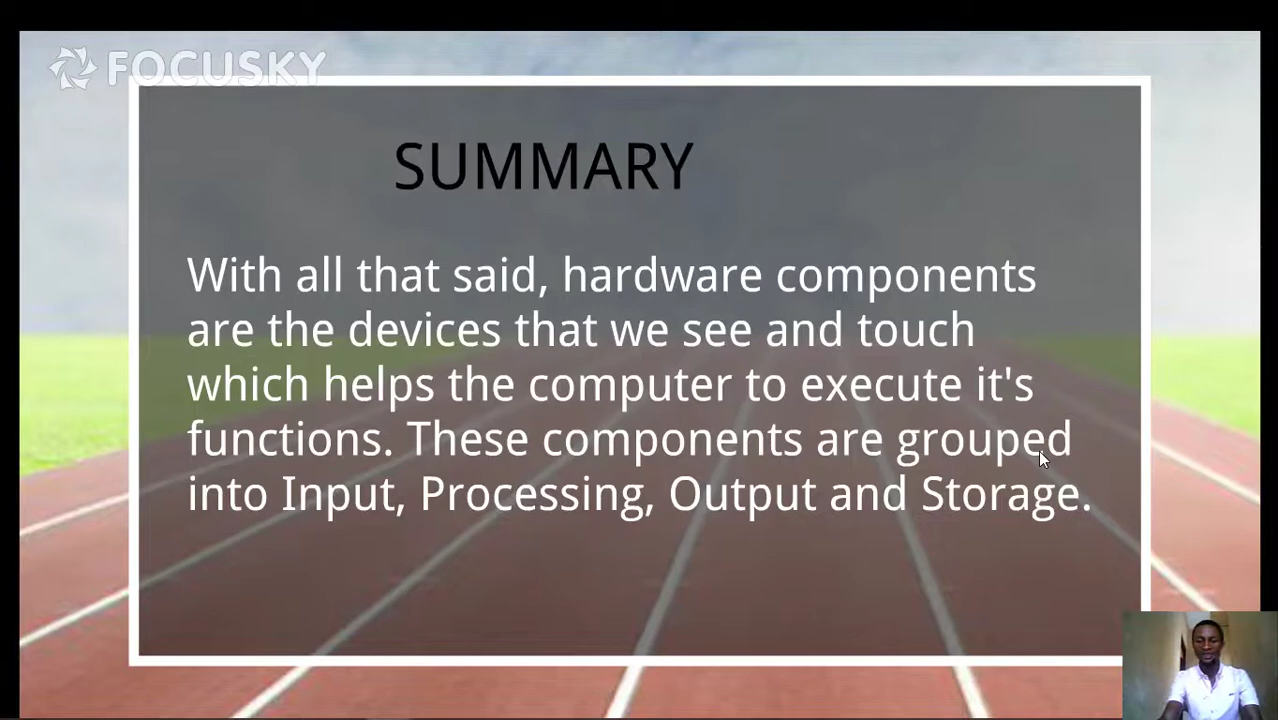 FOCUSKY
SUMMARY
With all that said, hardware components
are the devices that we see and touch
which helps the computer to execute it's
functions. These components are grouped
into Input, Processing, Output and Storage.